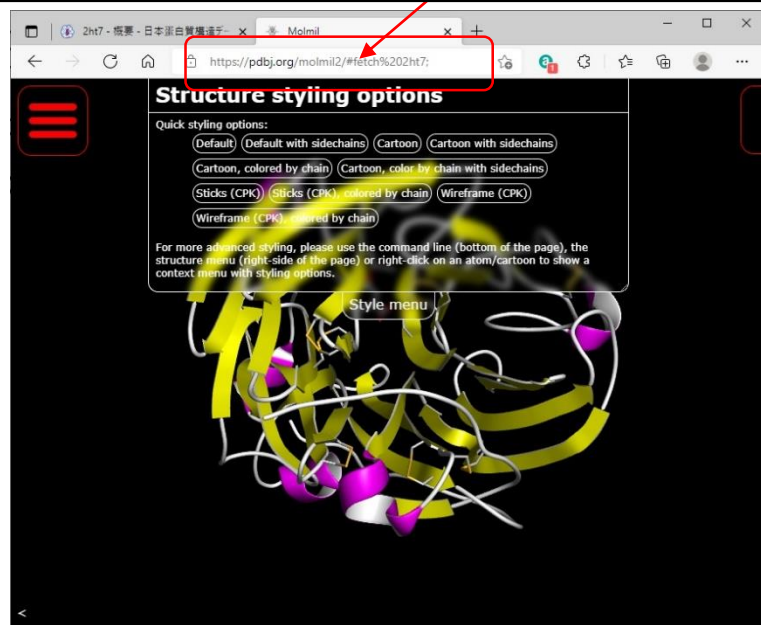 2ht7 - 概要 - 日本蛋白質構造デー
Molmil
https://pdbj.org/molmil2/#fetch%202ht7;
a
1
Structure styling options
Quick styling options:
Default Default with sidechains Cartoon Cartoon with sidechains
Cartoon, colored by chain Cartoon, color by chain with sidechains
Sticks (CPK) Sticks (CPK), colored by chain Wireframe (CPK)
Wireframe (CPK), colored by chain
For more advanced styling, please use the command line (bottom of the page), the
structure menu (right-side of the page) or right-click on an atom/cartoon to show a
context menu with styling options.
Style menu
<